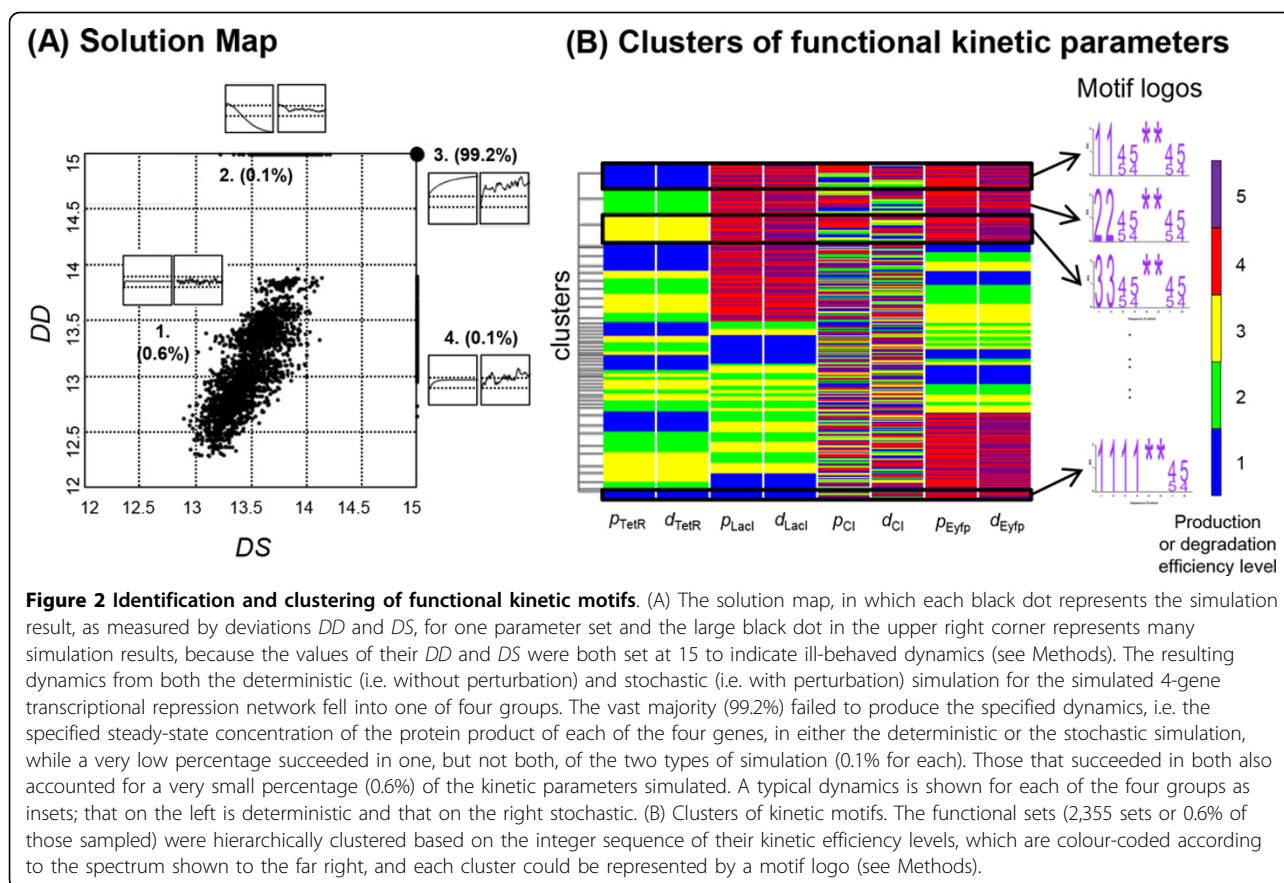 (A) Solution Map
(B) Clusters of functional kinetic parameters
Motif logos
15
14.5
14
13.5
13
12.5
12
DD
2. (0.1%)
3. (99.2%)
1.
(0.6%)
4. (0.1%)
12 12.5 13 13.5 14 14.5 15
DS
clusters
pTetR dTetR pLacI dLacI pCI dCI pEyfp dEyfp
1145**45
54 54
2245**45
54 54
3345**45
54 54
1111**45
54
5
4
3
2
1
Production
or degradation
efficiency level
Figure 2 Identification and clustering of functional kinetic motifs. (A) The solution map, in which each black dot represents the simulation
result, as measured by deviations DD and DS, for one parameter set and the large black dot in the upper right corner represents many
simulation results, because the values of their DD and DS were both set at 15 to indicate ill-behaved dynamics (see Methods). The resulting
dynamics from both the deterministic (i.e. without perturbation) and stochastic (i.e. with perturbation) simulation for the simulated 4-gene
transcriptional repression network fell into one of four groups. The vast majority (99.2%) failed to produce the specified dynamics, i.e. the
specified steady-state concentration of the protein product of each of the four genes, in either the deterministic or the stochastic simulation,
while a very low percentage succeeded in one, but not both, of the two types of simulation (0.1% for each). Those that succeeded in both also
accounted for a very small percentage (0.6%) of the kinetic parameters simulated. A typical dynamics is shown for each of the four groups as
insets; that on the left is deterministic and that on the right stochastic. (B) Clusters of kinetic motifs. The functional sets (2,355 sets or 0.6% of
those sampled) were hierarchically clustered based on the integer sequence of their kinetic efficiency levels, which are colour-coded according
to the spectrum shown to the far right, and each cluster could be represented by a motif logo (see Methods).